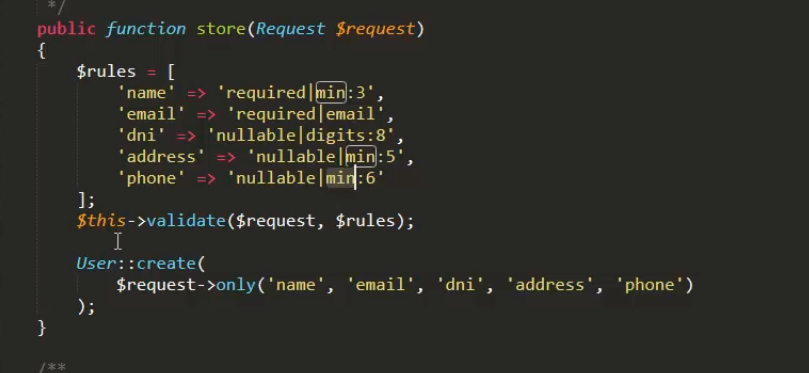 */
public function store(Request $request)
{
$rules = [
'name' => 'required|min:3',
'email' => 'required|email',
'dni' => 'nullable|digits:8',
'address' => 'nullable|min:5',
'phone' => 'nullable|min:6'
];
$this->validate($request, $rules);
User::create(
$request->only('name', 'email', 'dni', 'address', 'phone')
);
}
/**